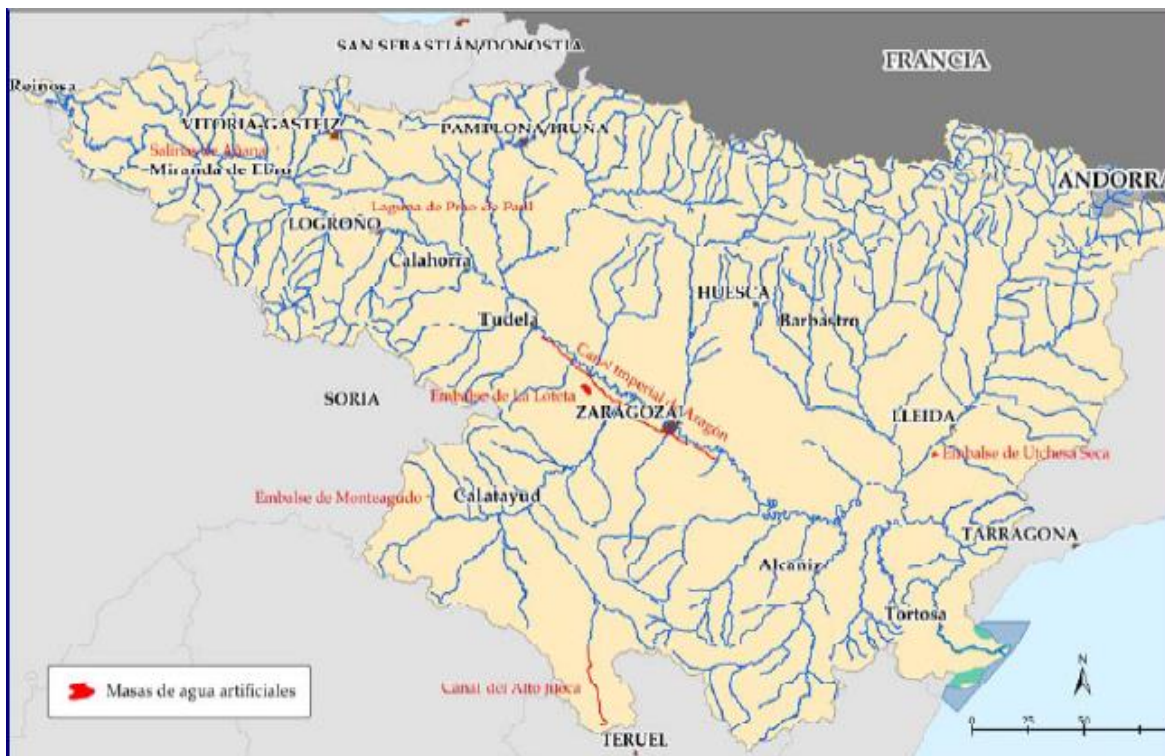 SAN SEBASTIÁN/DONOSTIA
FRANCIA
Reinosa
VITORIA-GASTEIZ
PAMPLONA/IRUÑA
Salinas de Añana
Miranda de Ebro
ANDORRA
Laguna de Prao de Paúl
LOGROÑO
Calahorra
HUESCA
Barbastro
Tudela
Canal Imperial de Aragón
SORIA
Embalse de La Loteta
ZARAGOZA
LLEIDA
Embalse de Utchesa Seca
Embalse de Monteagudo
Calatayud
TARRAGONA
Alcañiz
Tortosa
Masas de agua artificiales
Canal del Alto Jiloca
N
0 25 50
TERUEL